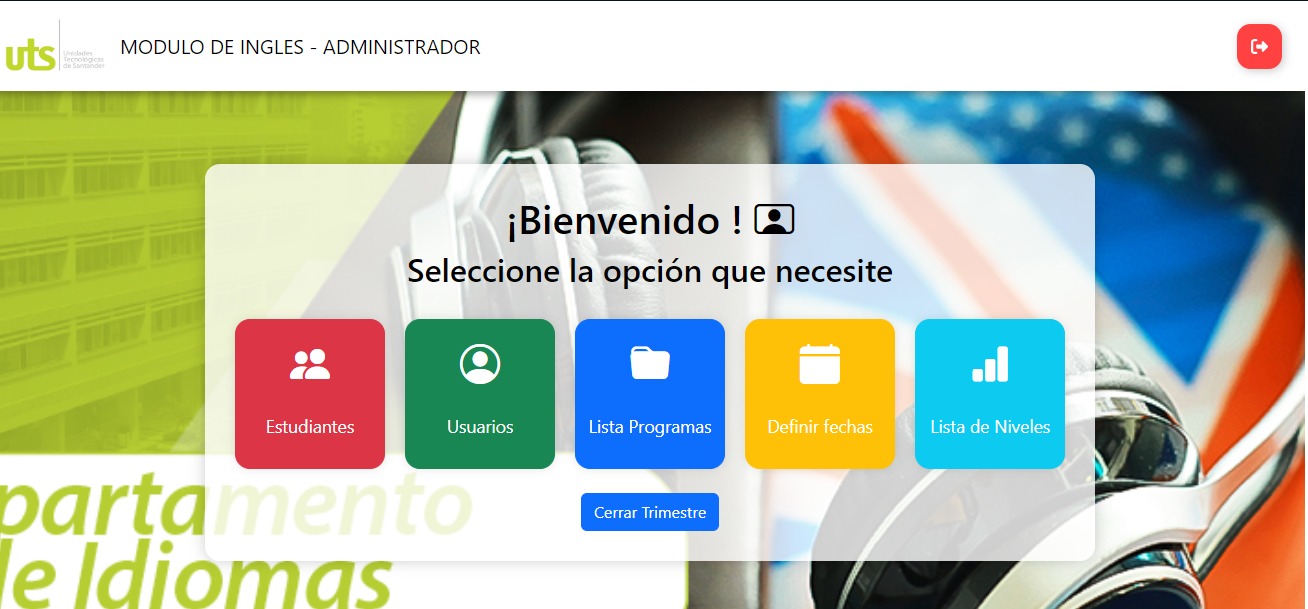 uts
Unidades
Tecnológicas
de Santander
MODULO DE INGLES - ADMINISTRADOR
¡Bienvenido !
Seleccione la opción que necesite
Estudiantes
Usuarios
Lista Programas
Definir fechas
Lista de Niveles
Cerrar Trimestre
partamento
de Idiomas